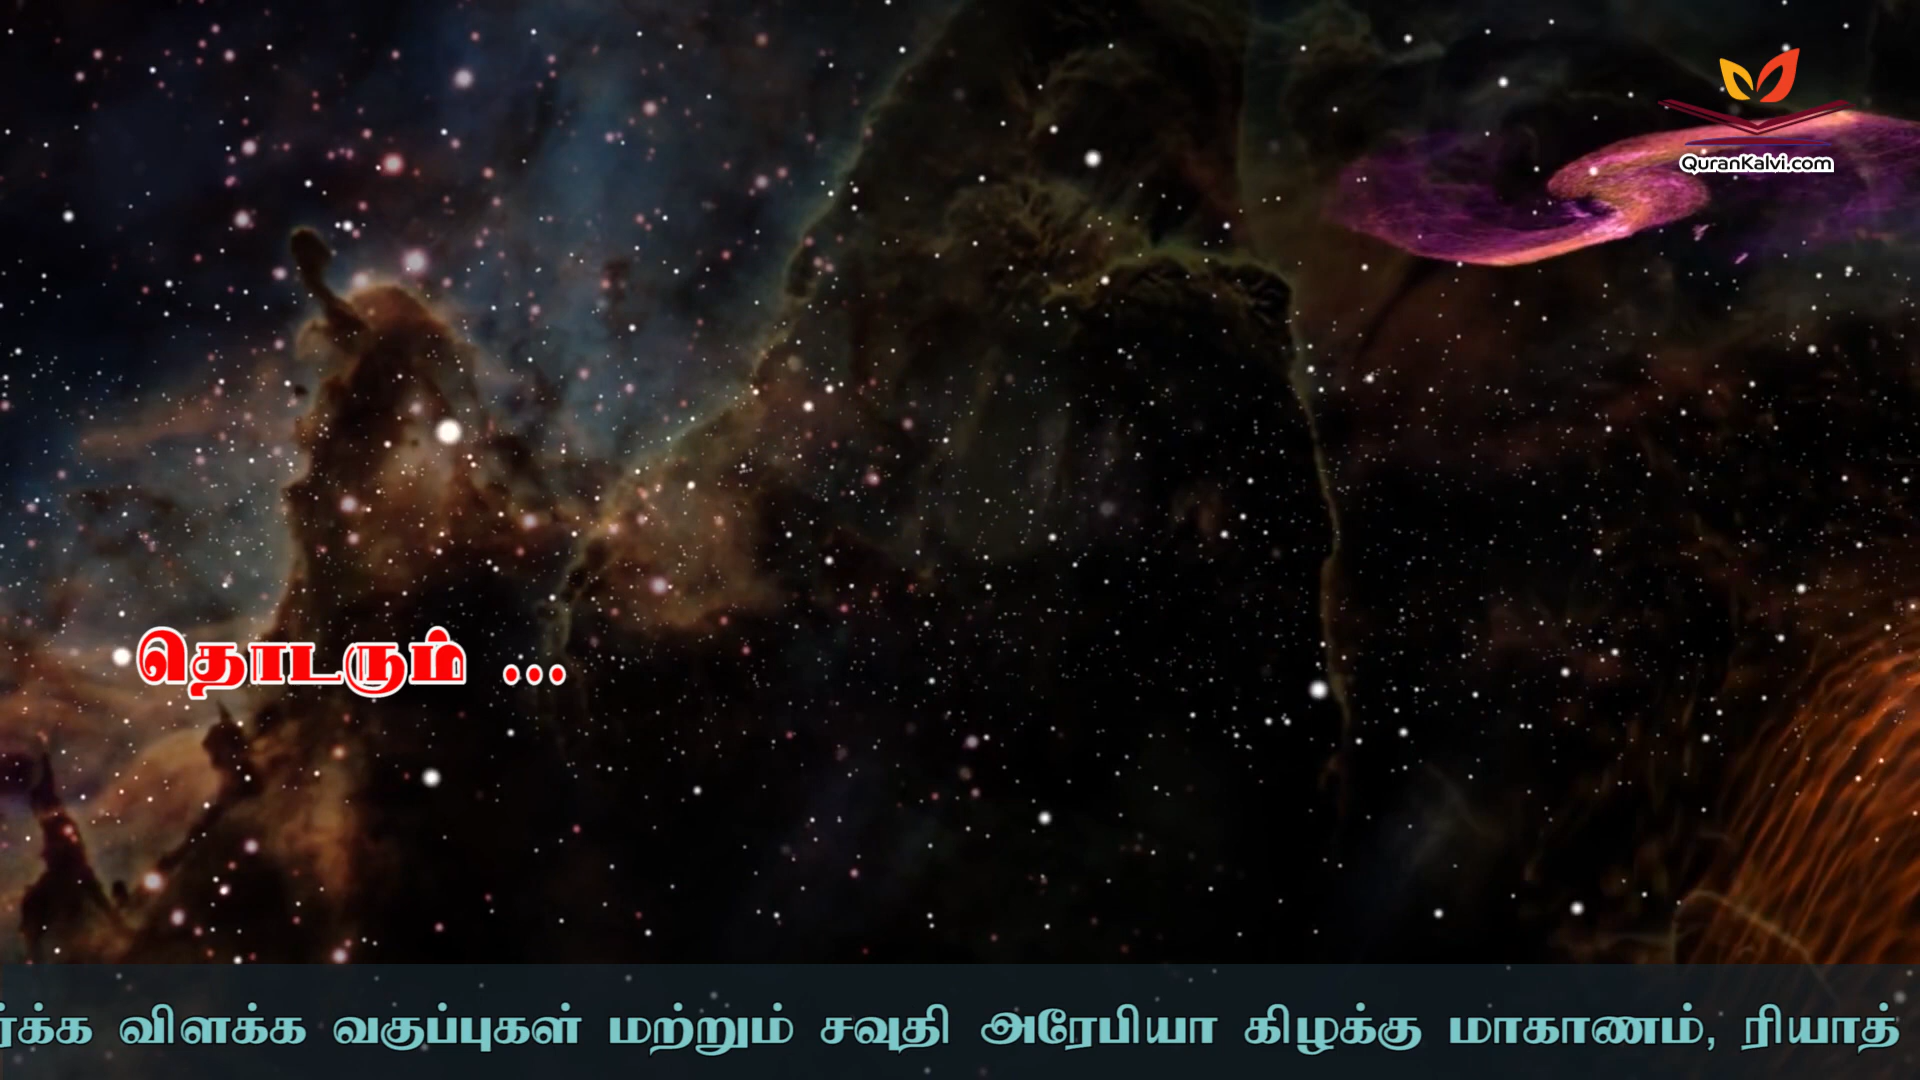 QuranKalvi.com
தொடரும் ...
விளக்க வகுப்புகள் மற்றும் சவுதி அரேபியா கிழக்கு மாகாணம், ரியாத்